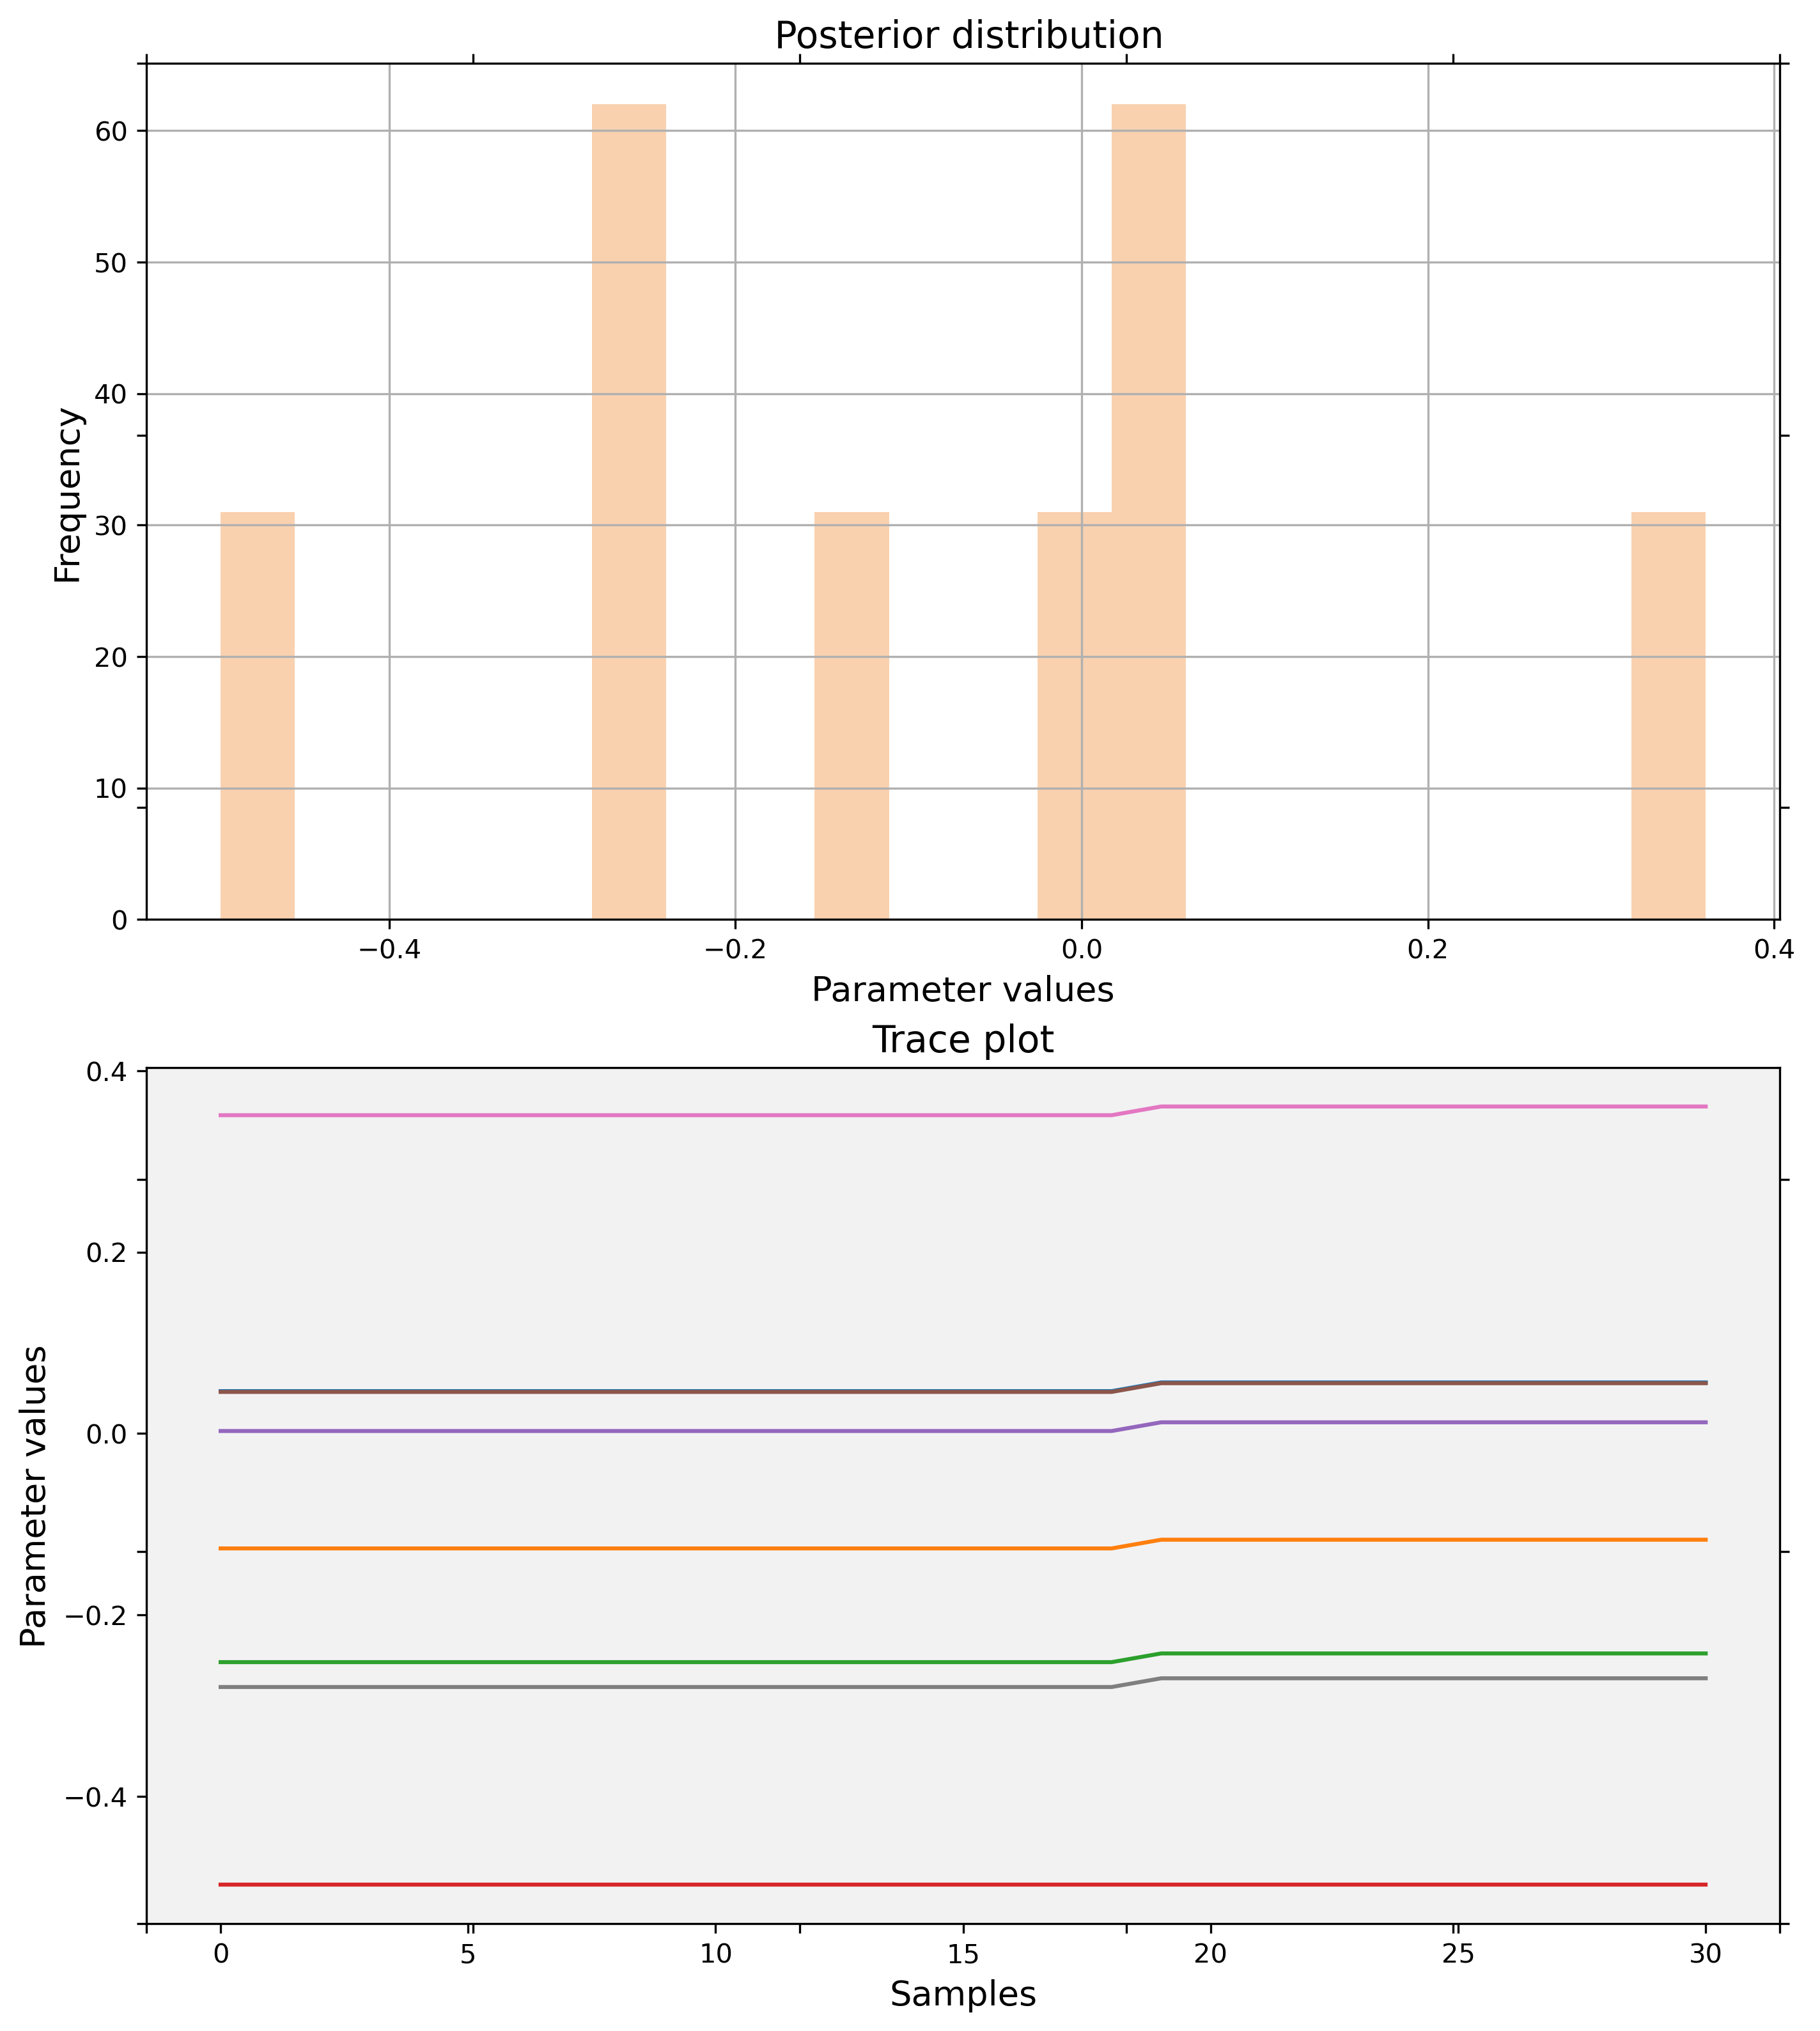 Posterior distribution
60
50
40
30
20
10
0
Frequency
−0.4 −0.2 0.0 0.2 0.4
Parameter values
Trace plot
0.4
0.2
0.0
−0.2
−0.4
Parameter values
0 5 10 15 20 25 30
Samples